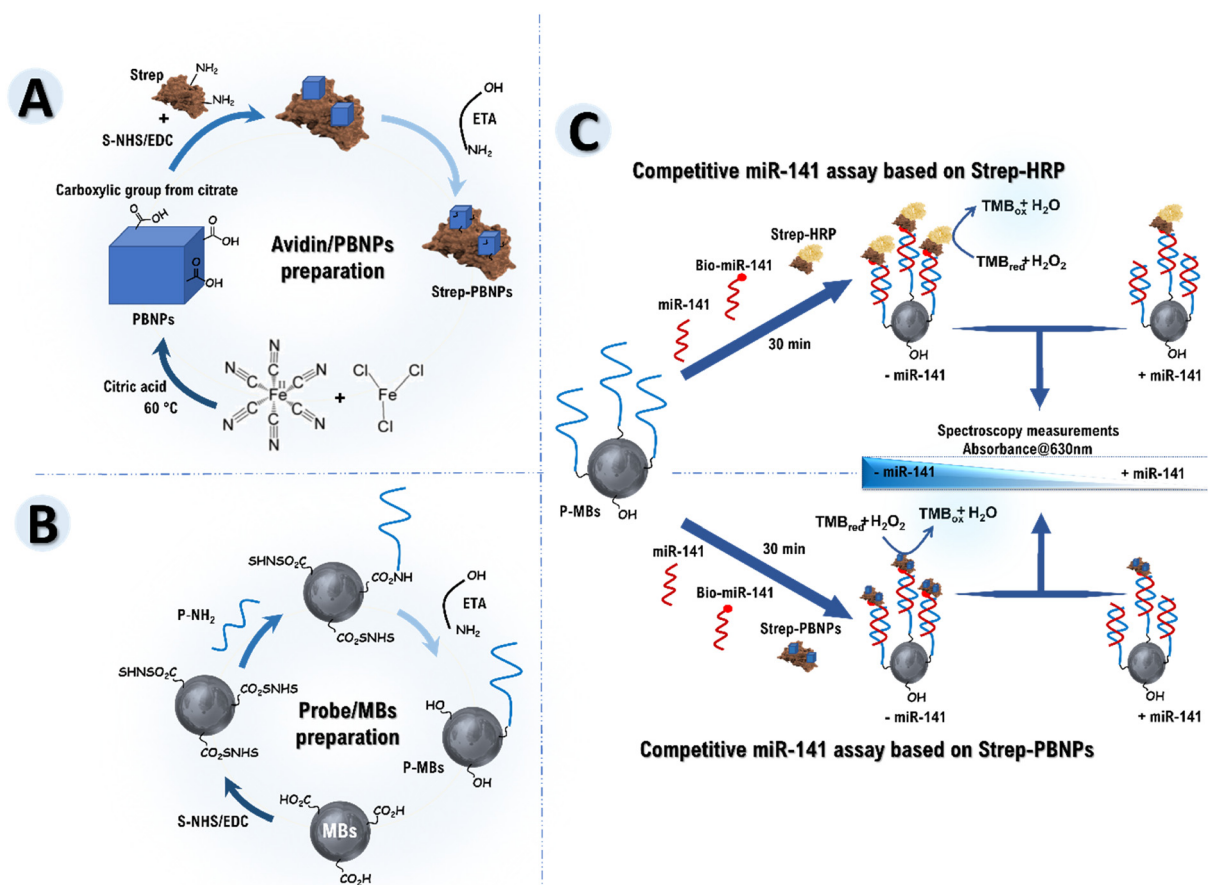 A
Strep
NH2
NH2
+
S-NHS/EDC
OH
ETA
NH2
Carboxylic group from citrate
O
OH
O
OH
O
OH
Avidin/PBNPs
preparation
Strep-PBNPs
PBNPs
Citric acid
60 °C
N
N
N
C
C
C
II
Fe
C
C
C
N
N
N
+
Cl
Cl
Fe
Cl
B
SHNSO2C
CO2NH
CO2SNHS
OH
ETA
NH2
P-NH2
SHNSO2C
CO2SNHS
CO2SNHS
Probe/MBs
preparation
HO
OH
P-MBs
S-NHS/EDC
HO2C
CO2H
MBs
CO2H
C
Competitive miR-141 assay based on Strep-HRP
TMBox+ H2O
Strep-HRP
TMBred+H2O2
Bio-miR-141
miR-141
30 min
OH
- miR-141
OH
+ miR-141
Spectroscopy measurements
Absorbance@630nm
- miR-141
+ miR-141
P-MBs
OH
TMBred+H2O2
TMBox+ H2O
miR-141
30 min
Bio-miR-141
Strep-PBNPs
OH
- miR-141
OH
+ miR-141
Competitive miR-141 assay based on Strep-PBNPs